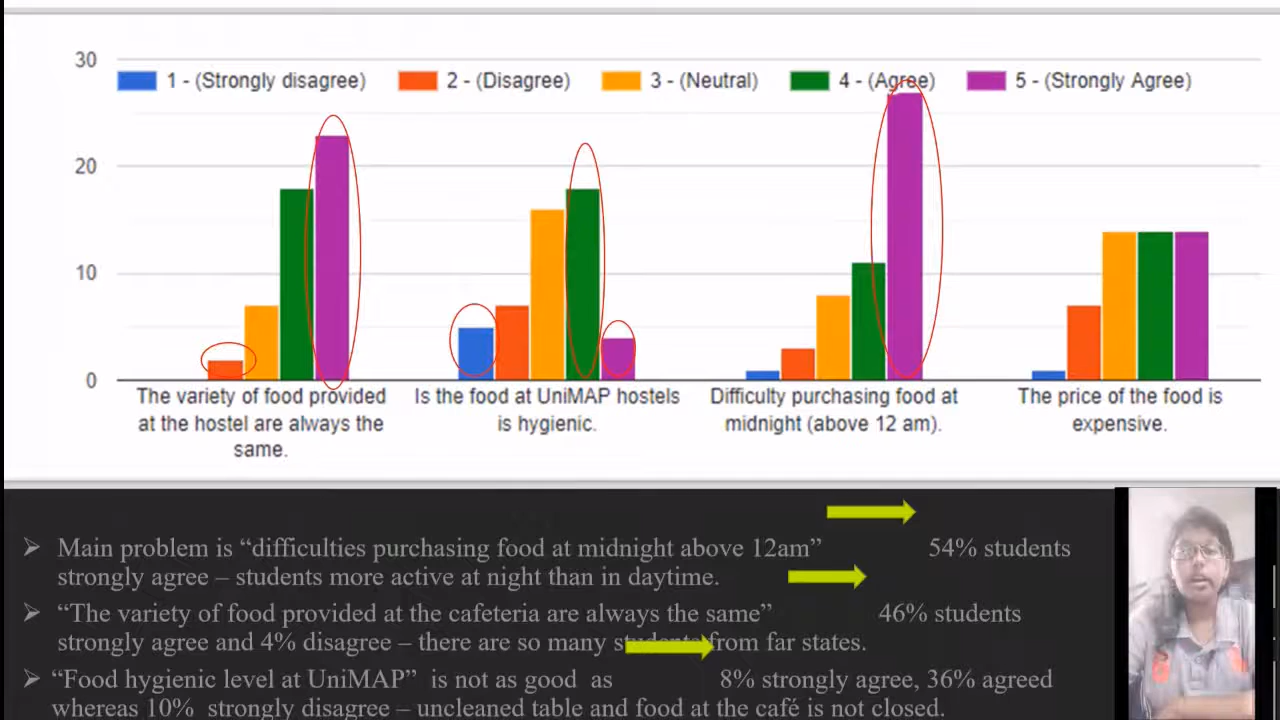 30
1 - (Strongly disagree) 2 - (Disagree) 3 - (Neutral) 4 - (Agree) 5 - (Strongly Agree)
20
10
0
The variety of food provided
at the hostel are always the
same.
Is the food at UniMAP hostels
is hygienic.
Difficulty purchasing food at
midnight (above 12 am).
The price of the food is
expensive.
➢ Main problem is “difficulties purchasing food at midnight above 12am” 54% students
strongly agree – students more active at night than in daytime.
➢ “The variety of food provided at the cafeteria are always the same” 46% students
strongly agree and 4% disagree – there are so many students from far states.
➢ “Food hygienic level at UniMAP” is not as good as 8% strongly agree, 36% agreed
whereas 10% strongly disagree – uncleaned table and food at the café is not closed.